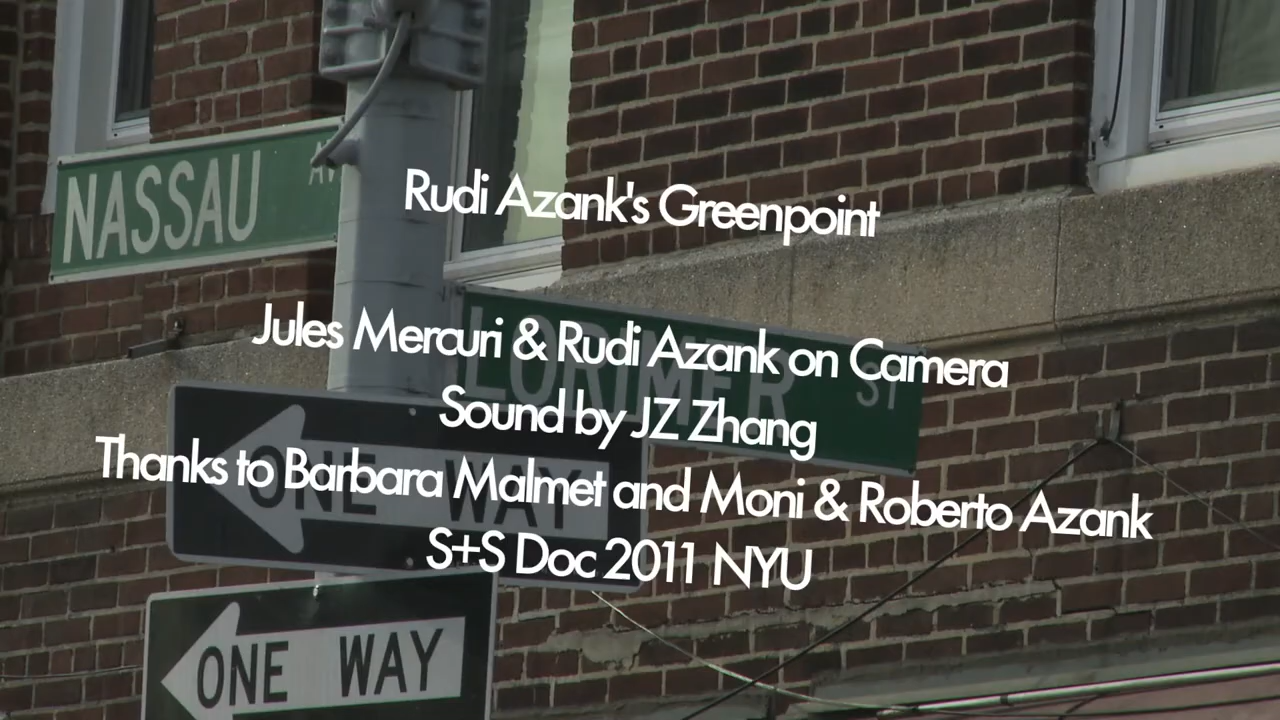 NASSAU AV
Rudi Azank's Greenpoint
LORIMER ST
Jules Mercuri & Rudi Azank on Camera
Sound by JZ Zhang
Thanks to Barbara Malmet and Moni & Roberto Azank
ONE WAY
S+S Doc 2011 NYU
ONE WAY